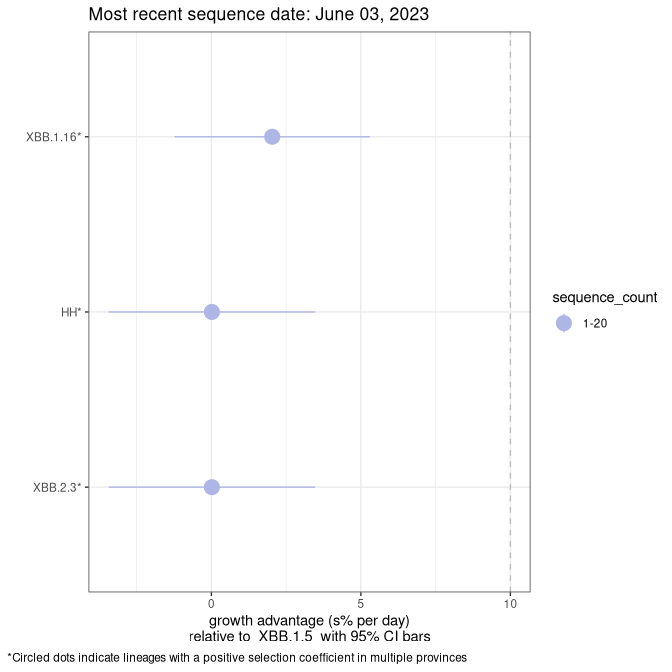 Most recent sequence date: June 03, 2023
XBB.1.16*
HH*
XBB.2.3*
sequence_count
1-20
0 5 10
growth advantage (s% per day)
relative to XBB.1.5 with 95% CI bars
*Circled dots indicate lineages with a positive selection coefficient in multiple provinces